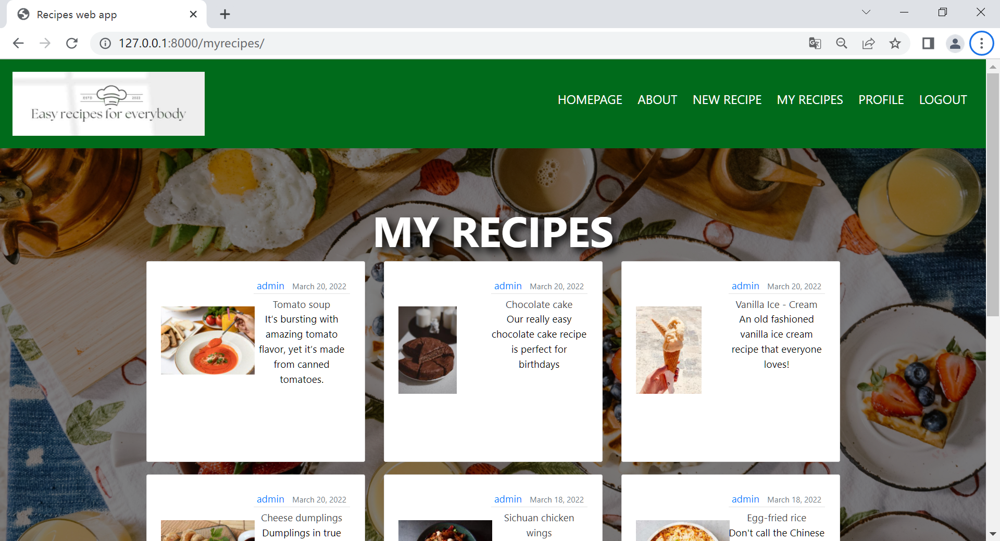 Recipes web app
127.0.0.1:8000/myrecipes/
ESTD 2022
Easy recipes for everybody
HOMEPAGE ABOUT NEW RECIPE MY RECIPES PROFILE LOGOUT
MY RECIPES
admin March 20, 2022
Tomato soup
It’s bursting with
amazing tomato
flavor, yet it’s made
from canned
tomatoes.
admin March 20, 2022
Chocolate cake
Our really easy
chocolate cake recipe
is perfect for
birthdays
admin March 20, 2022
Vanilla Ice - Cream
An old fashioned
vanilla ice cream
recipe that everyone
loves!
admin March 20, 2022
Cheese dumplings
Dumplings in true
admin March 18, 2022
Sichuan chicken
wings
admin March 18, 2022
Egg-fried rice
Don't call the Chinese